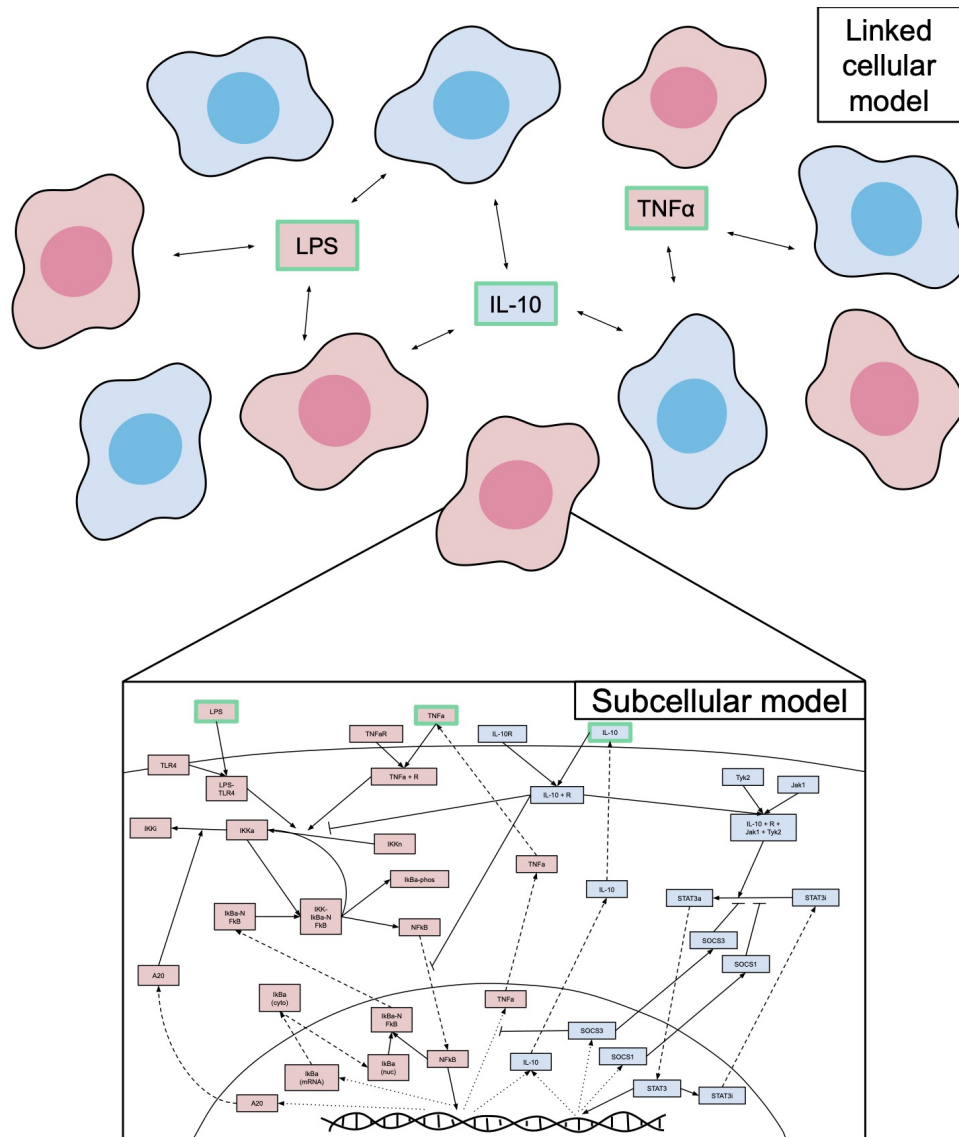 Linked
cellular
model
LPS
TNFα
IL-10
Subcellular model
LPS
TNFa
TNFaR
IL-10R
IL-10
TLR4
LPS-
TLR4
TNFa + R
IL-10 + R
Tyk2
Jak1
IL-10 + R +
Jak1 + Tyk2
IKKi
IKKa
IKKn
TNFa
IkBa-phos
IL-10
STAT3a
STAT3i
IkBa-N
FkB
IKK-
IkBa-N
FkB
NFkB
SOCS3
SOCS1
A20
IkBa
(cyto)
TNFa
IkBa-N
FkB
SOCS3
SOCS1
IkBa
(mRNA)
IkBa
(nuc)
NFkB
IL-10
STAT3
STAT3i
A20